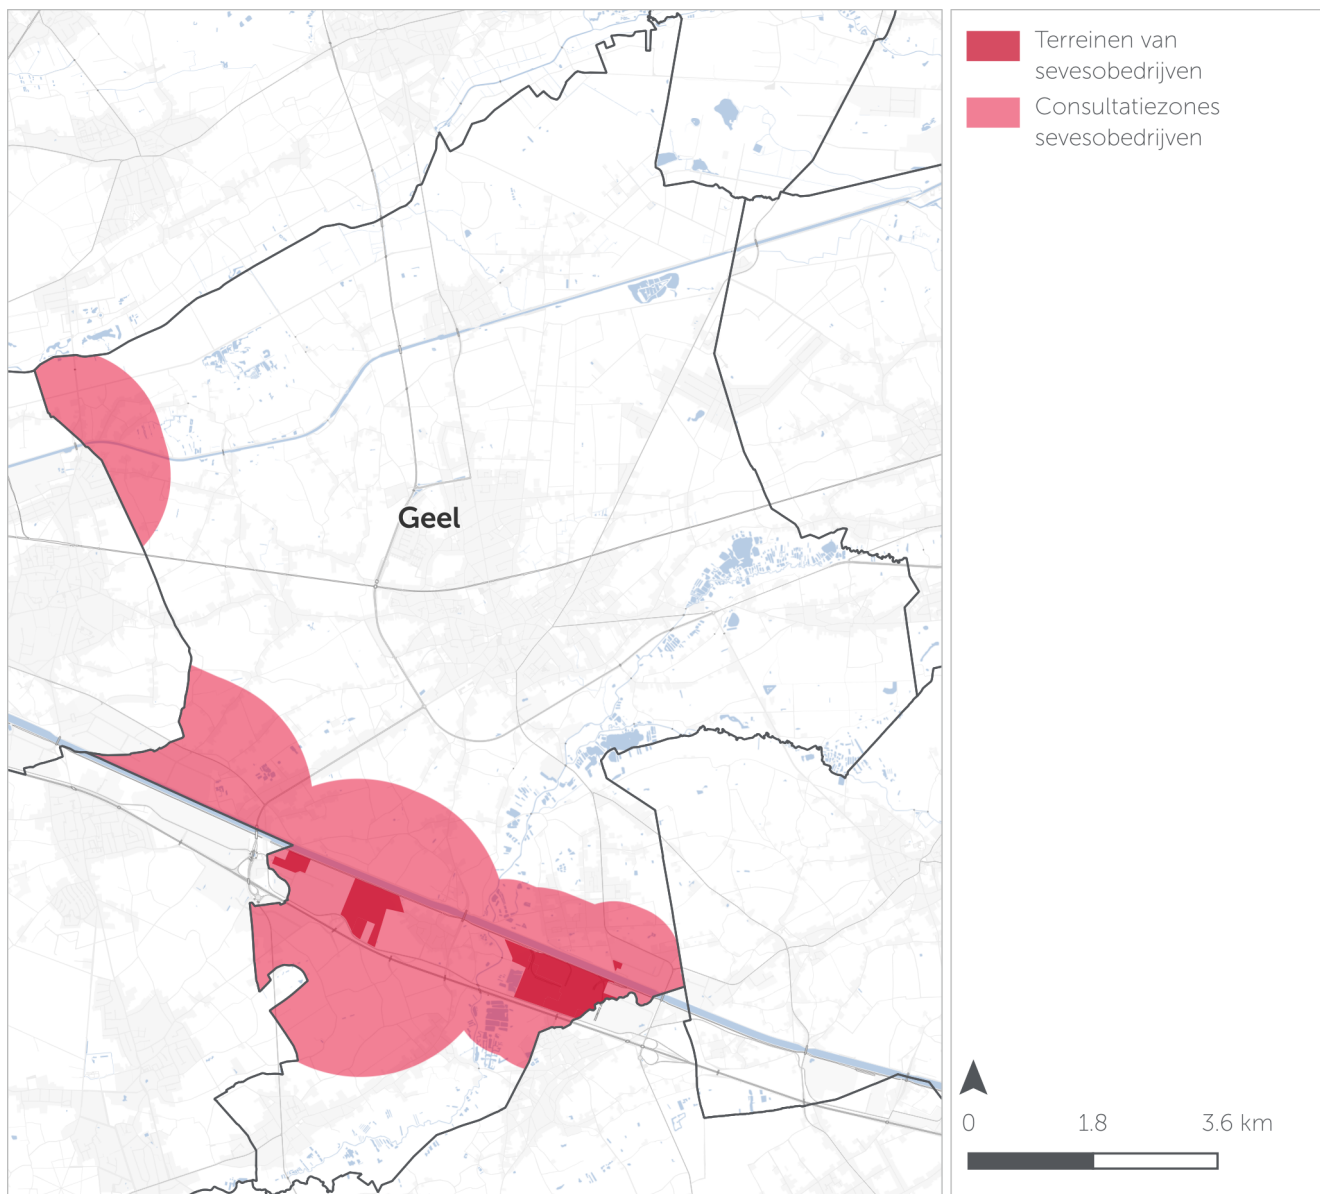 Terreinen van
sevesobedrijven
Consultatiezones
sevesobedrijven
Geel
0 1.8 3.6 km